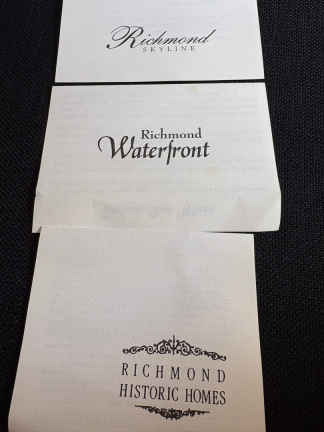 Richmond
SKYLINE
Richmond
Waterfront
RICHMOND
HISTORIC HOMES